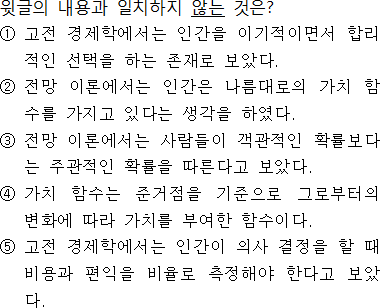 윗글의 내용과 일치하지 않는 것은?
① 고전 경제학에서는 인간을 이기적이면서 합리
적인 선택을 하는 존재로 보았다.
② 전망 이론에서는 인간은 나름대로의 가치 함
수를 가지고 있다는 생각을 하였다.
③ 전망 이론에서는 사람들이 객관적인 확률보다
는 주관적인 확률을 따른다고 보았다.
④ 가치 함수는 준거점을 기준으로 그로부터의
변화에 따라 가치를 부여한 함수이다.
⑤ 고전 경제학에서는 인간이 의사 결정을 할 때
비용과 편익을 비율로 측정해야 한다고 보았
다.